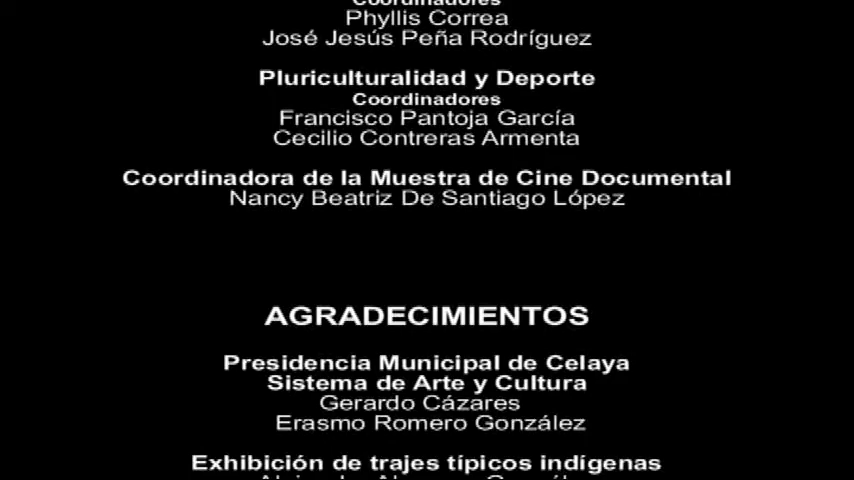 Coordinadores
Phyllis Correa
José Jesús Peña Rodríguez
Pluriculturalidad y Deporte
Coordinadores
Francisco Pantoja García
Cecilio Contreras Armenta
Coordinadora de la Muestra de Cine Documental
Nancy Beatriz De Santiago López
AGRADECIMIENTOS
Presidencia Municipal de Celaya
Sistema de Arte y Cultura
Gerardo Cázares
Erasmo Romero González
Exhibición de trajes típicos indígenas